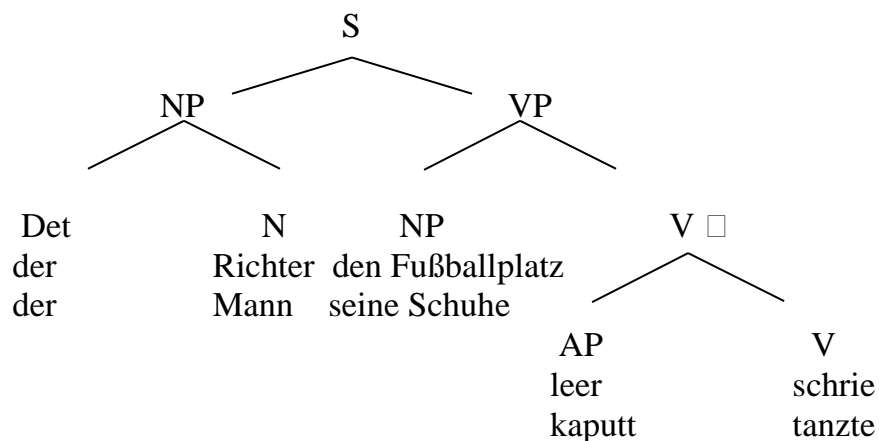 S
NP VP
Det N NP V □
der Richter den Fußballplatz
der Mann seine Schuhe
AP V
leer schrie
kaputt tanzte